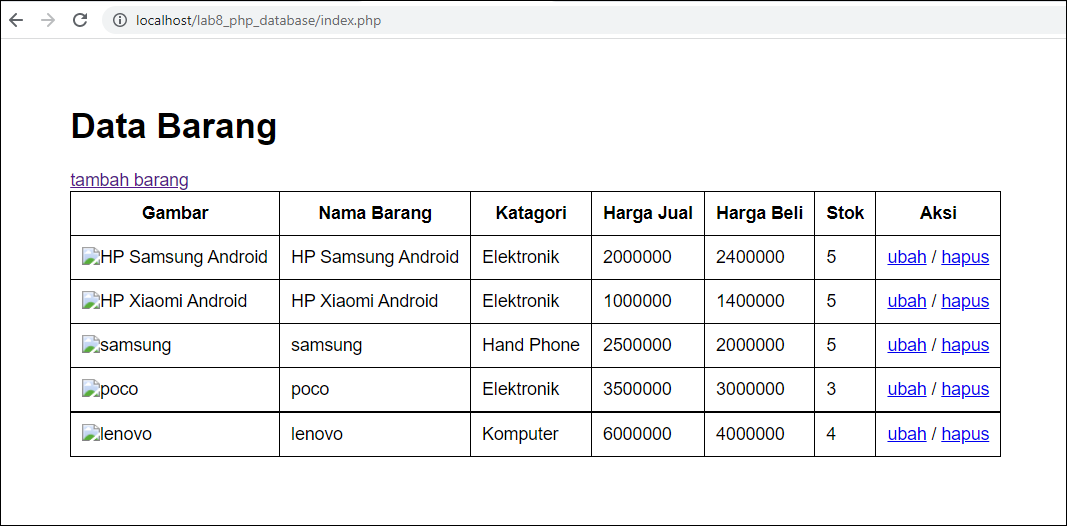 localhost/lab8_php_database/index.php
Data Barang
tambah barang
Gambar Nama Barang Katagori Harga Jual Harga Beli Stok Aksi
HP Samsung Android HP Samsung Android Elektronik 2000000 2400000 5 ubah / hapus
HP Xiaomi Android HP Xiaomi Android Elektronik 1000000 1400000 5 ubah / hapus
samsung samsung Hand Phone 2500000 2000000 5 ubah / hapus
poco poco Elektronik 3500000 3000000 3 ubah / hapus
lenovo lenovo Komputer 6000000 4000000 4 ubah / hapus